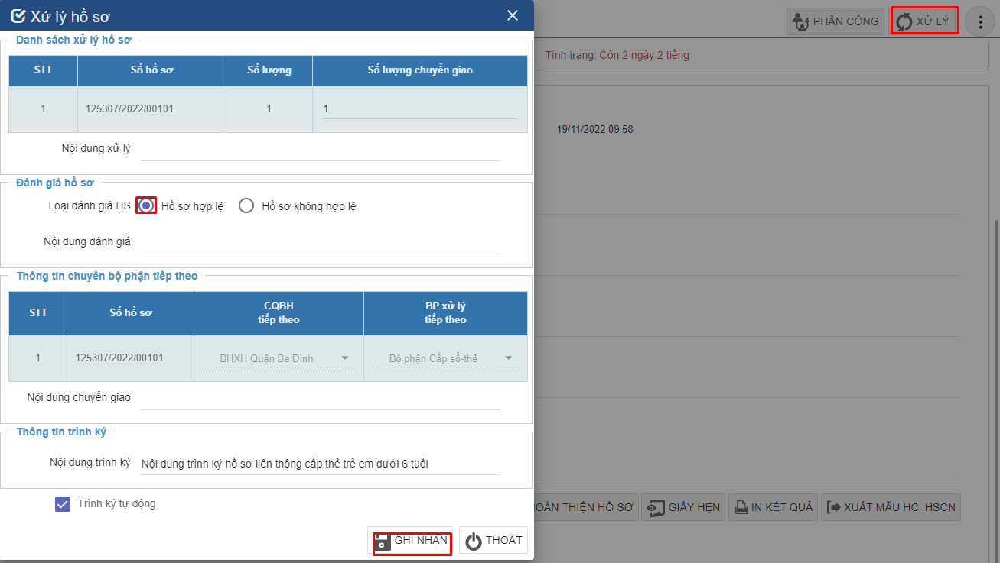 Xử lý hồ sơ
PHÂN CÔNG
XỬ LÝ
Danh sách xử lý hồ sơ
Tình trạng: Còn 2 ngày 2 tiếng
STT Số hồ sơ Số lượng Số lượng chuyển giao
1 125307/2022/00101 1 1
19/11/2022 09:58
Nội dung xử lý
Đánh giá hồ sơ
Loại đánh giá HS Hồ sơ hợp lệ Hồ sơ không hợp lệ
Nội dung đánh giá
Thông tin chuyển bộ phận tiếp theo
STT Số hồ sơ CQBH tiếp theo BP xử lý tiếp theo
1 125307/2022/00101 BHXH Quận Ba Đình Bộ phận Cấp sổ-thẻ
Nội dung chuyển giao
Thông tin trình ký
Nội dung trình ký Nội dung trình ký hồ sơ liên thông cấp thẻ trẻ em dưới 6 tuổi
Trình ký tự động
OÀN THIỆN HỒ SƠ
GIẤY HẸN
IN KẾT QUẢ
XUẤT MẪU HC_HSCN
GHI NHẬN
THOÁT